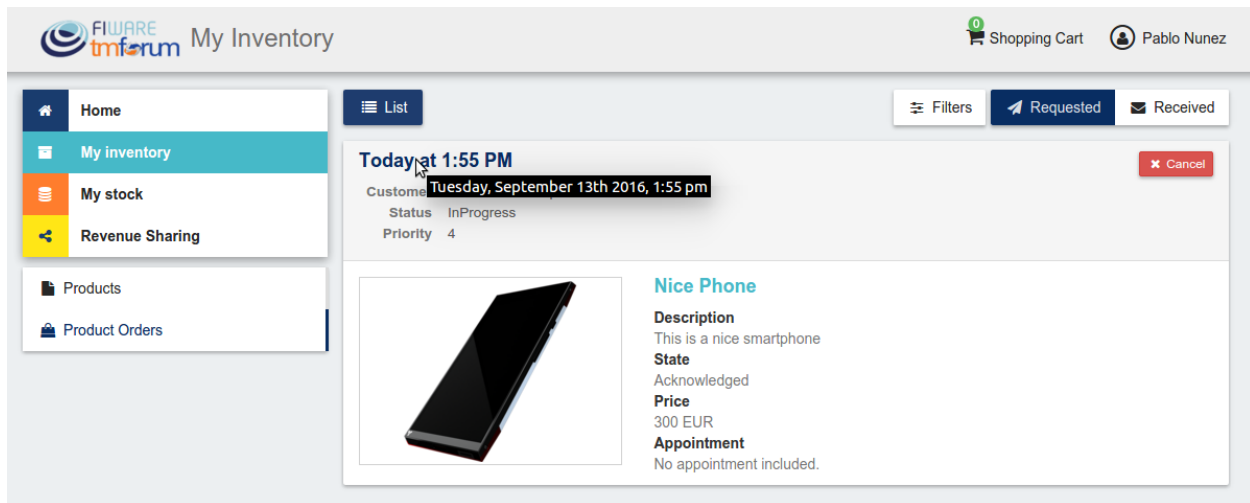 FIWARE
tmforum
My Inventory
0
Shopping Cart
Pablo Nunez
Home
My inventory
My stock
Revenue Sharing
Products
Product Orders
List
Filters
Requested
Received
Today at 1:55 PM
Cancel
Custome
Tuesday, September 13th 2016, 1:55 pm
Status InProgress
Priority 4
Nice Phone
Description
This is a nice smartphone
State
Acknowledged
Price
300 EUR
Appointment
No appointment included.